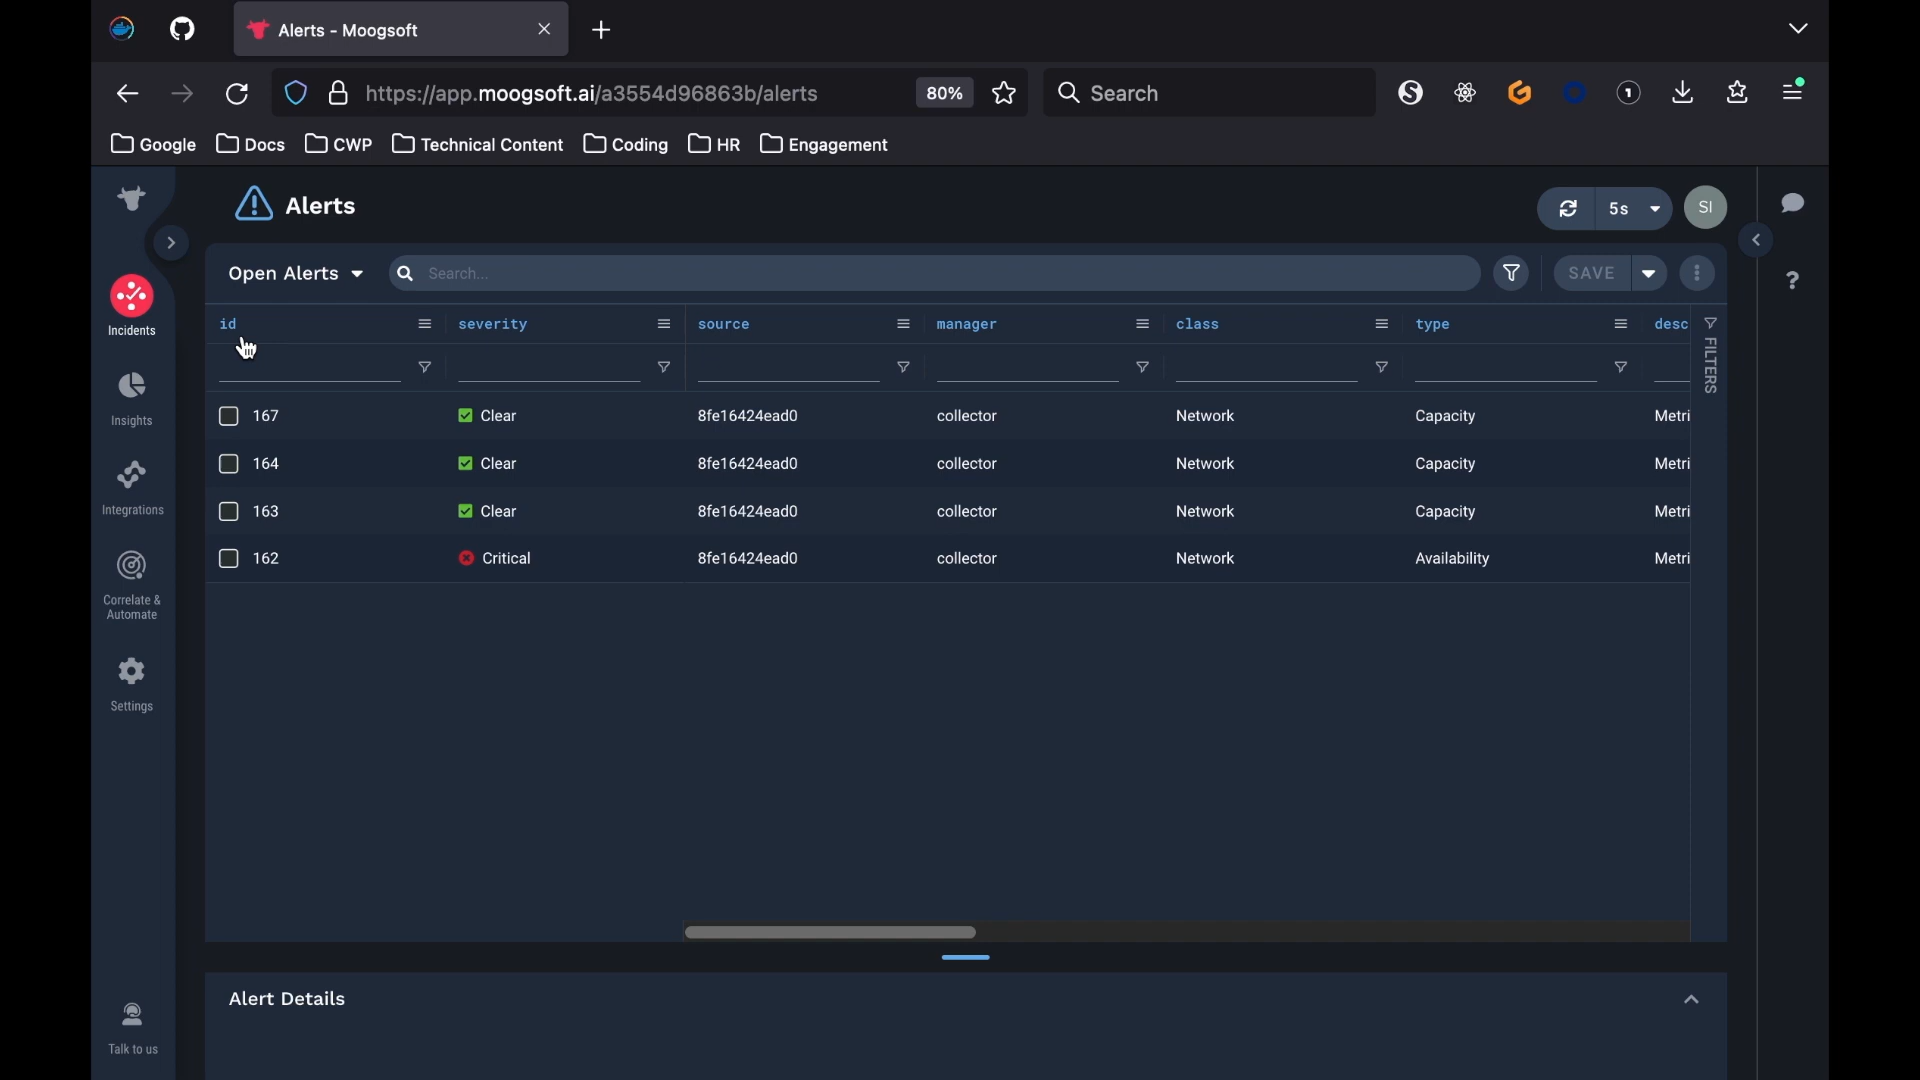 Alerts - Moogsoft
https://app.moogsoft.ai/a3554d96863b/alerts 80% Search
Google Docs CWP Technical Content Coding HR Engagement
Alerts 5s SI
Open Alerts Search... SAVE
id severity source manager class type desc
FILTERS
167 Clear 8fe16424ead0 collector Network Capacity Metri
164 Clear 8fe16424ead0 collector Network Capacity Metri
163 Clear 8fe16424ead0 collector Network Capacity Metri
162 Critical 8fe16424ead0 collector Network Availability Metri
Incidents
Insights
Integrations
Correlate &
Automate
Settings
Talk to us
Alert Details